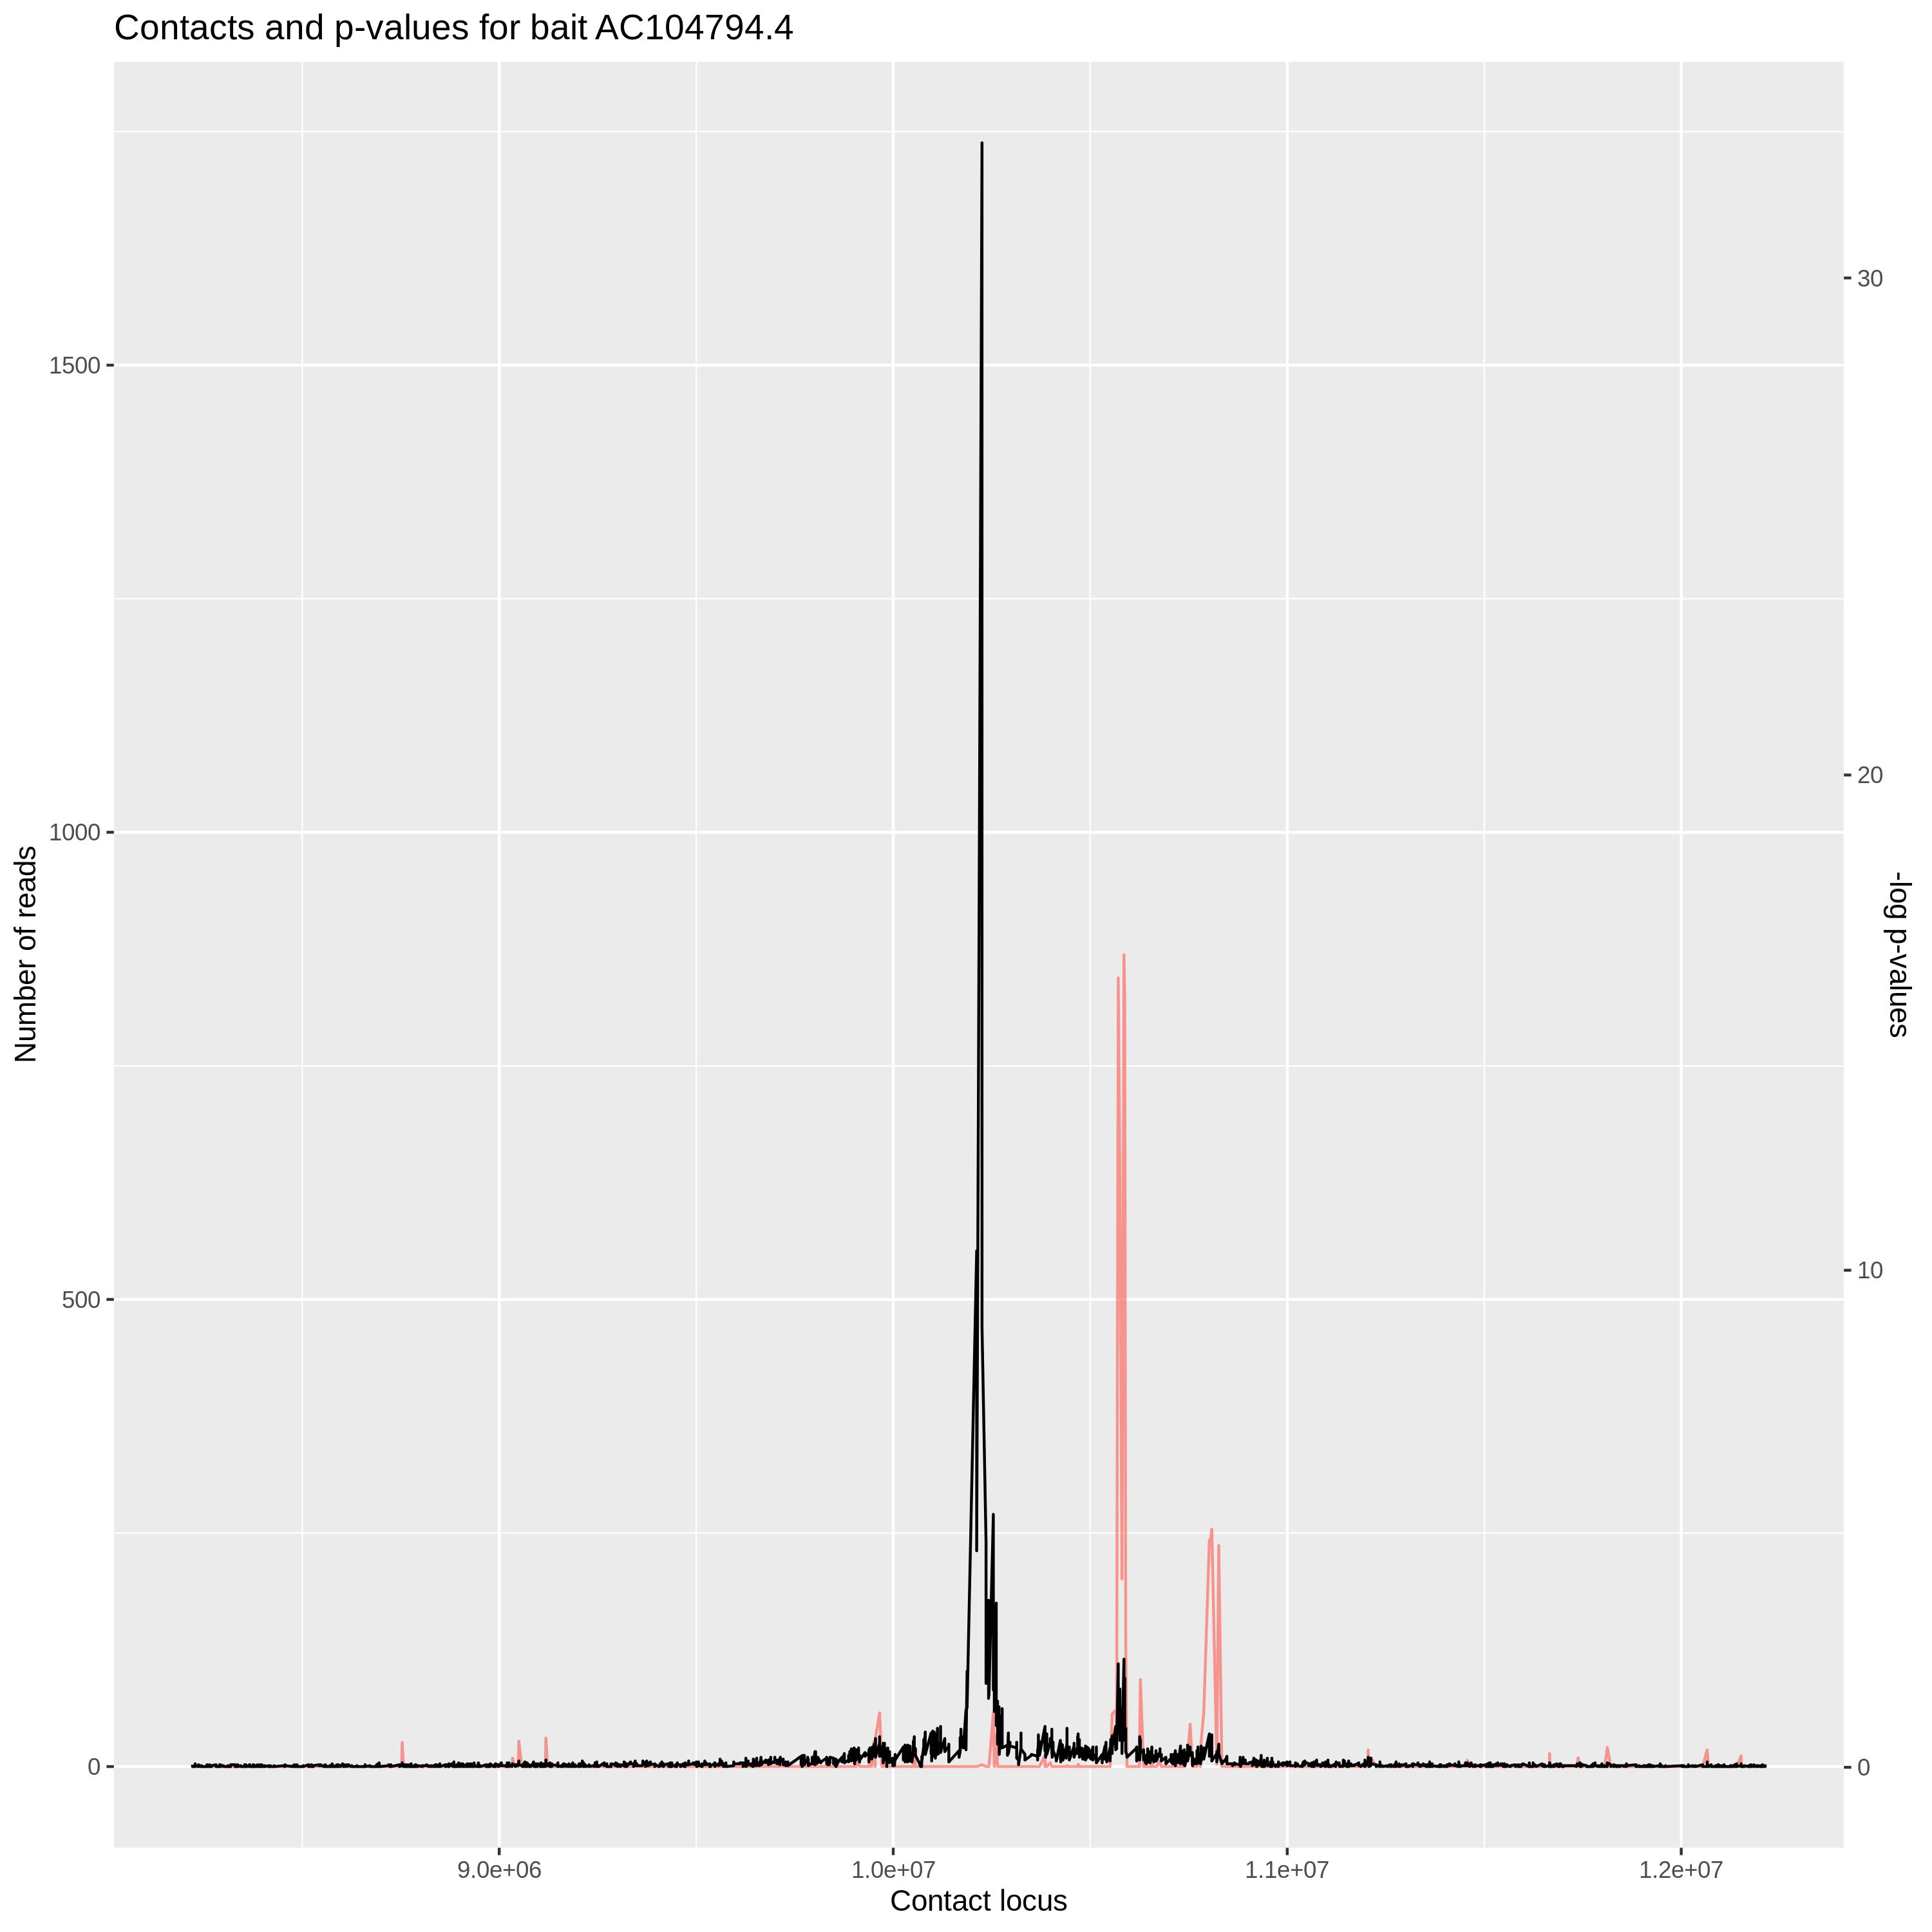 Contacts and p-values for bait AC104794.4
Number of reads
1500
1000
500
0
30
20
10
0
-log p-values
9.0e+06
1.0e+07
1.1e+07
1.2e+07
Contact locus